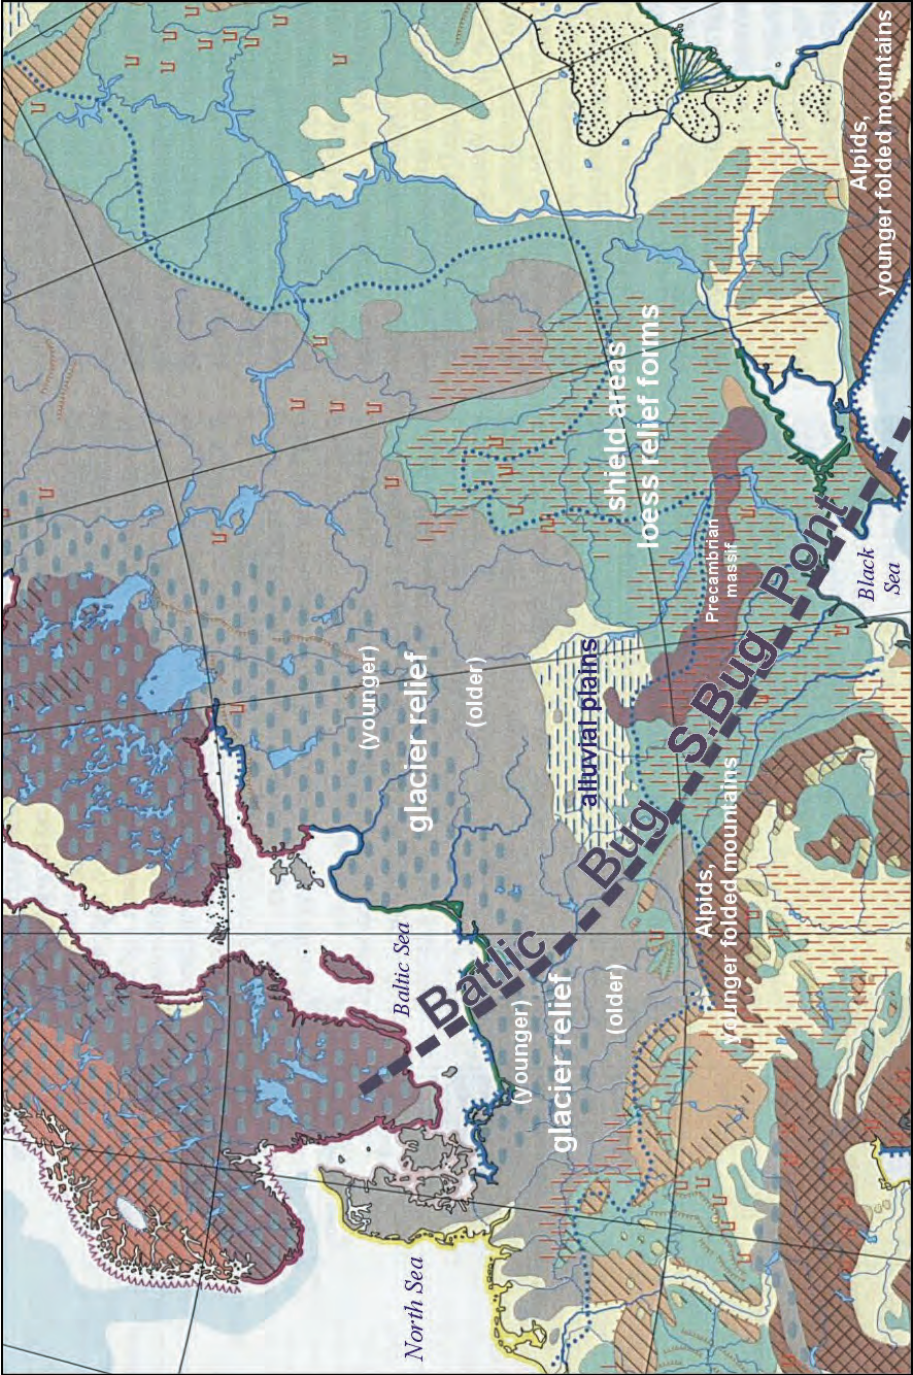 North Sea
Baltic Sea
(younger)
glacier relief
(older)
Batlic Bug S.Bug Pont
(younger)
glacier relief
(older)
alluvial plains
shield areas
loess relief forms
Precambrian
massif
Alpids,
younger folded mountains
Black
Sea
Alpids,
younger folded mountains